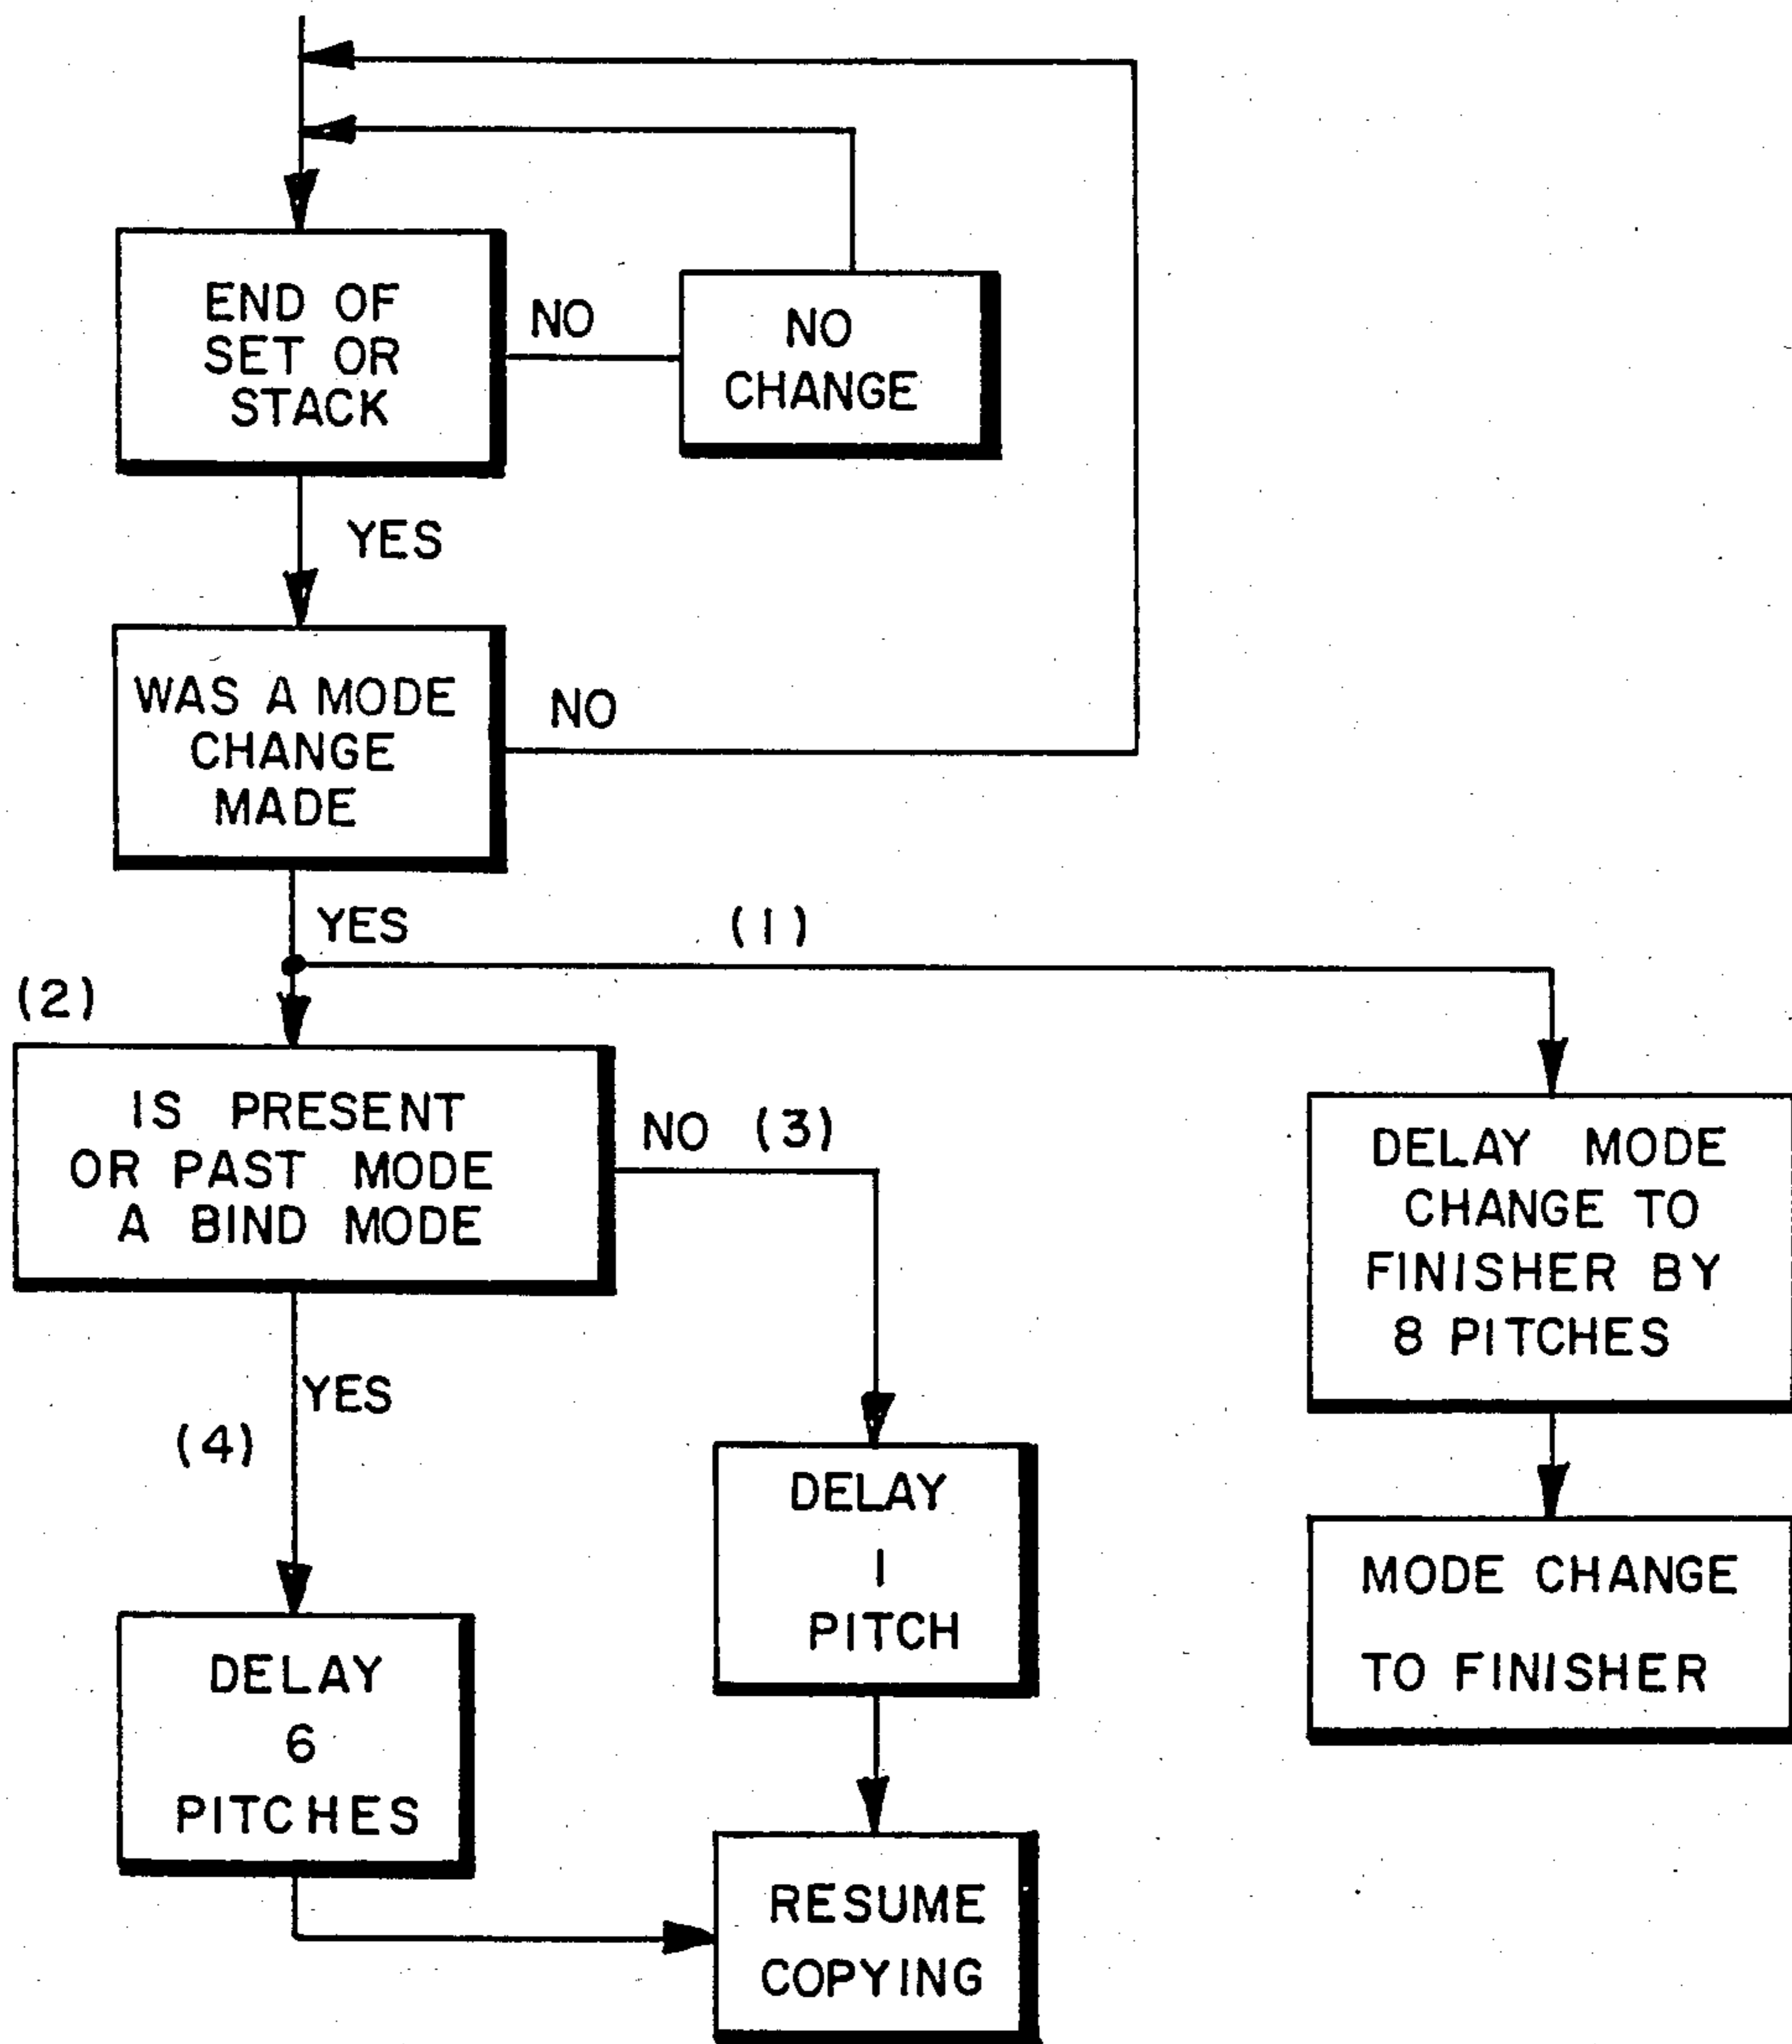 END OF
SET OR
STACK
NO
NO
CHANGE
YES
WAS A MODE
CHANGE
MADE
NO
YES
(1)
(2)
IS PRESENT
OR PAST MODE
A BIND MODE
NO (3)
DELAY MODE
CHANGE TO
FINISHER BY
8 PITCHES
YES
(4)
DELAY
1
PITCH
MODE CHANGE
TO FINISHER
DELAY
6
PITCHES
RESUME
COPYING